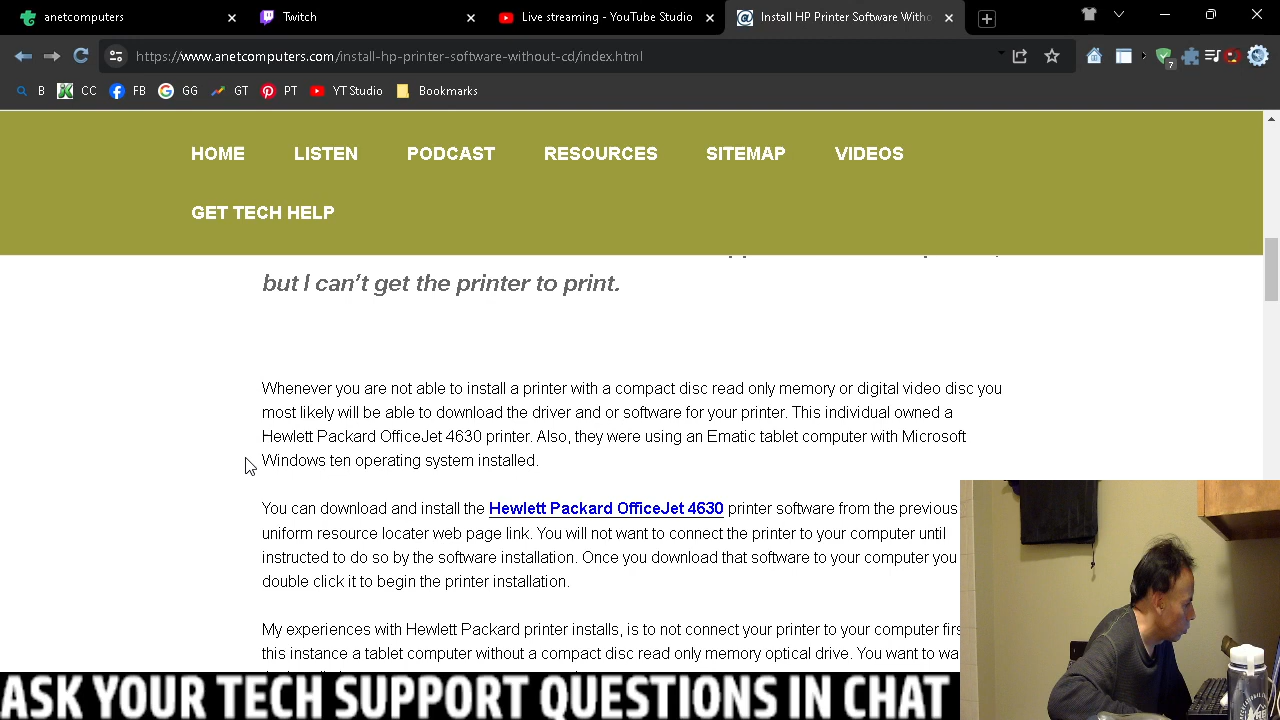 anetcomputers
Twitch
Live streaming - YouTube Studio
Install HP Printer Software Witho
https://www.anetcomputers.com/install-hp-printer-software-without-cd/index.html
7
B CC FB GG GT PT YT Studio Bookmarks
HOME LISTEN PODCAST RESOURCES SITEMAP VIDEOS
GET TECH HELP
but I can’t get the printer to print.
Whenever you are not able to install a printer with a compact disc read only memory or digital video disc you
most likely will be able to download the driver and or software for your printer. This individual owned a
Hewlett Packard OfficeJet 4630 printer. Also, they were using an Ematic tablet computer with Microsoft
Windows ten operating system installed.
You can download and install the Hewlett Packard OfficeJet 4630 printer software from the previous
uniform resource locater web page link. You will not want to connect the printer to your computer until
instructed to do so by the software installation. Once you download that software to your computer you
double click it to begin the printer installation.
My experiences with Hewlett Packard printer installs, is to not connect your printer to your computer
this instance a tablet computer without a compact disc read only memory optical drive. You want to
ASK YOUR TECH SUPPORT QUESTIONS IN CHAT